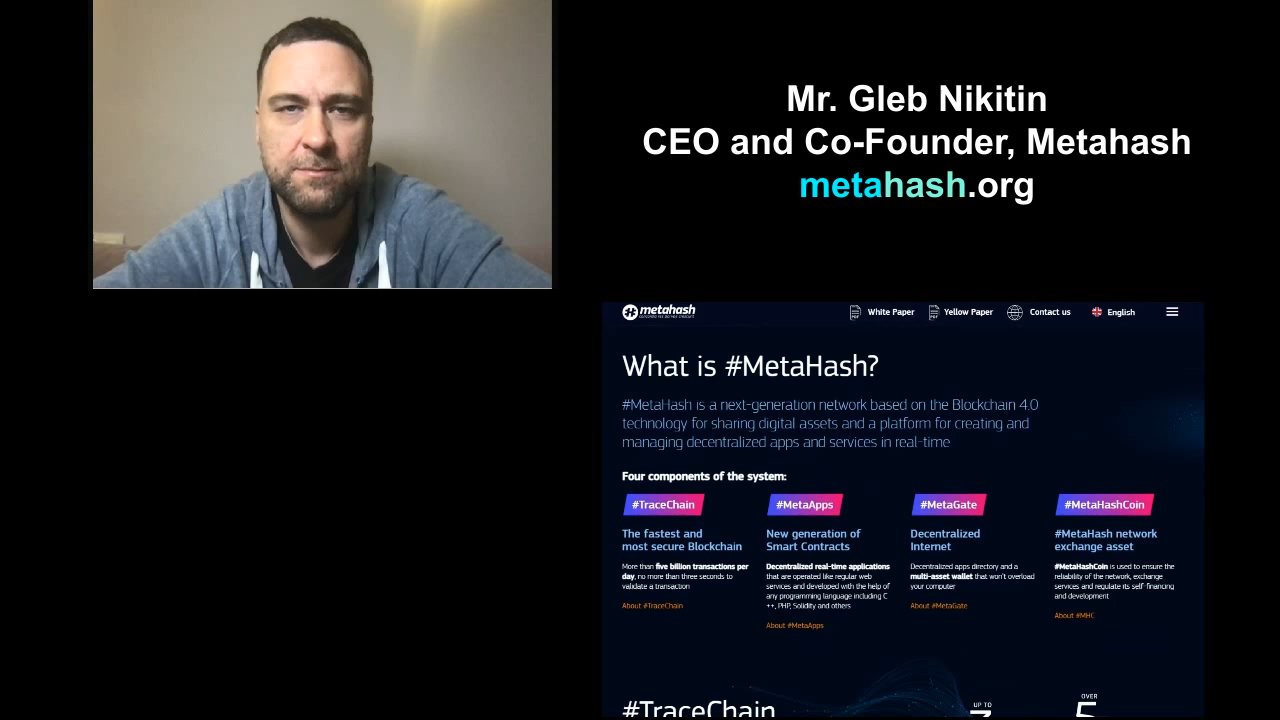 Mr. Gleb Nikitin
CEO and Co-Founder, Metahash
metahash.org
metahash
White Paper
Yellow Paper
Contact us
English
What is #MetaHash?
#MetaHash is a next-generation network based on the Blockchain 4.0
technology for sharing digital assets and a platform for creating and
managing decentralized apps and services in real-time
Four components of the system:
#TraceChain
The fastest and
most secure Blockchain
More than five billion transactions per
day, no more than three seconds to
validate a transaction
About #TraceChain
#MetaApps
New generation of
Smart Contracts
Decentralized real-time applications
that are operated like regular web
services and developed with the help of
any programming language including C
++, PHP, Solidity and others
About #MetaApps
#MetaGate
Decentralized
Internet
Decentralized apps directory and a
multi-asset wallet that won't overload
your computer
About #MetaGate
#MetaHashCoin
#MetaHash network
exchange asset
#MetaHashCoin is used to ensure the
reliability of the network, exchange
services and regulate its self-financing
and development
About #MHC
#TraceChain
UP TO
OVER
5